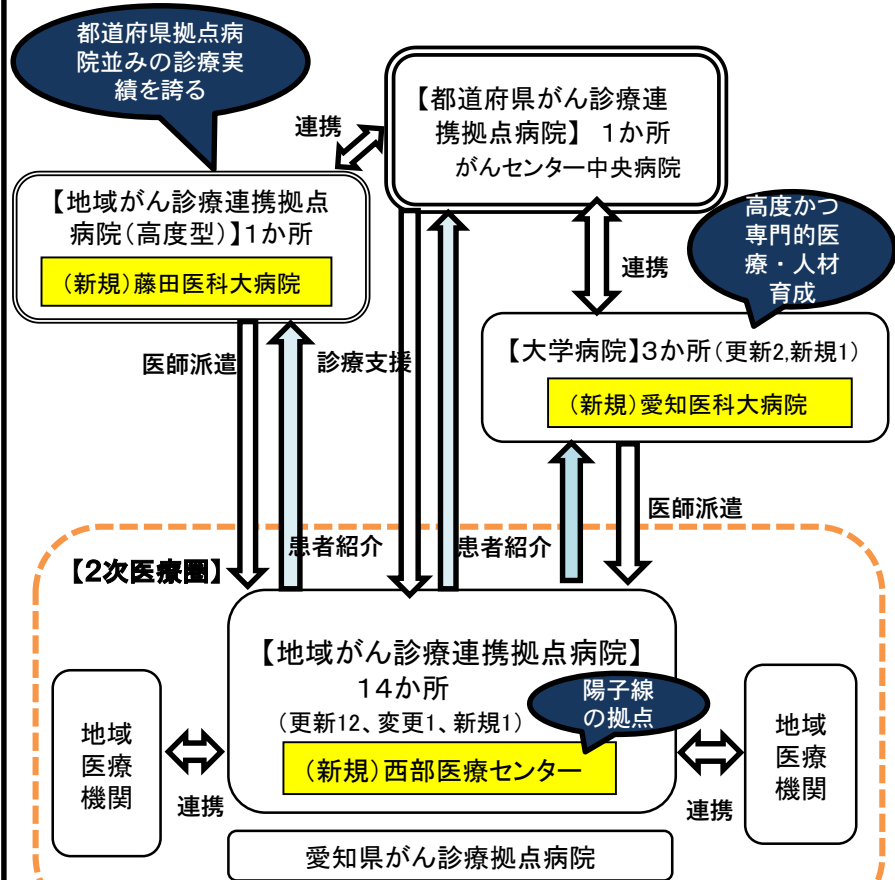 都道府県拠点病
院並みの診療実
績を誇る
連携
【都道府県がん診療連
携拠点病院】 1か所
がんセンター中央病院
【地域がん診療連携拠点
病院(高度型)】1か所
(新規)藤田医科大病院
高度かつ
専門的医
療・人材
育成
連携
【大学病院】3か所(更新2,新規1)
(新規)愛知医科大病院
医師派遣
診療支援
医師派遣
患者紹介
患者紹介
【2次医療圏】
【地域がん診療連携拠点病院】
14か所
(更新12、変更1、新規1)
陽子線
の拠点
(新規)西部医療センター
地域
医療
機関
連携
地域
医療
機関
連携
愛知県がん診療拠点病院